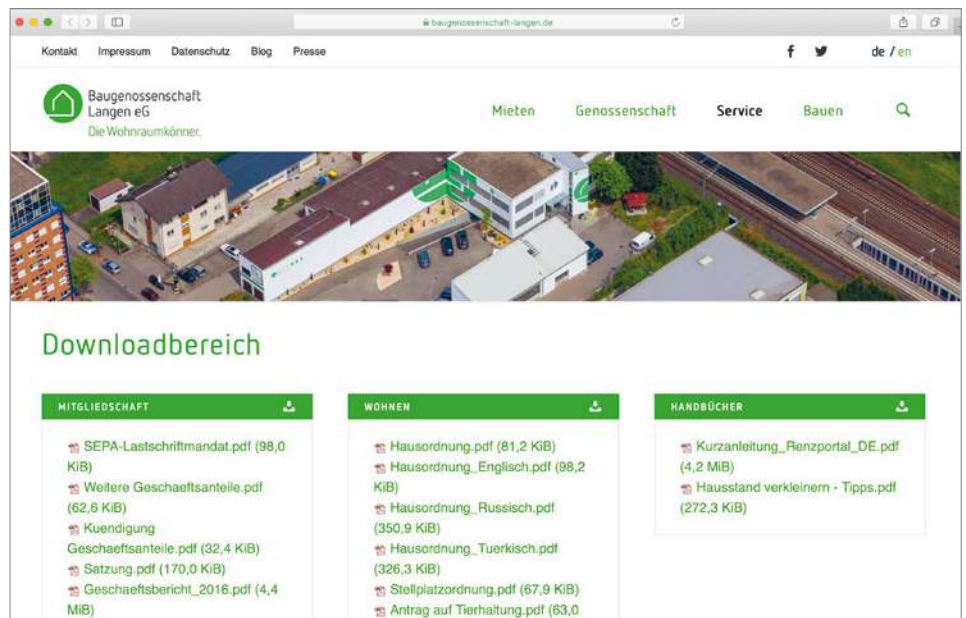 baugenossenschaft-langen.de
Kontakt Impressum Datenschutz Blog Presse de / en
Baugenossenschaft
Langen eG
Die Wohnraumkönner.
Mieten Genossenschaft Service Bauen
Downloadbereich
MITGLIEDSCHAFT
SEPA-Lastschriftmandat.pdf (98,0
KiB)
Weitere Geschaeftsanteile.pdf
(62,6 KiB)
Kuendigung
Geschaeftsanteile.pdf (32,4 KiB)
Satzung.pdf (170,0 KiB)
Geschaeftsbericht_2016.pdf (4,4
MiB)
WOHNEN
Hausordnung.pdf (81,2 KiB)
Hausordnung_Englisch.pdf (98,2
KiB)
Hausordnung_Russisch.pdf
(350,9 KiB)
Hausordnung_Tuerkisch.pdf
(326,3 KiB)
Stellplatzordnung.pdf (67,9 KiB)
Antrag auf Tierhaltung.pdf (63,0
HANDBÜCHER
Kurzanleitung_Renzportal_DE.pdf
(4,2 MiB)
Hausstand verkleinern - Tipps.pdf
(272,3 KiB)